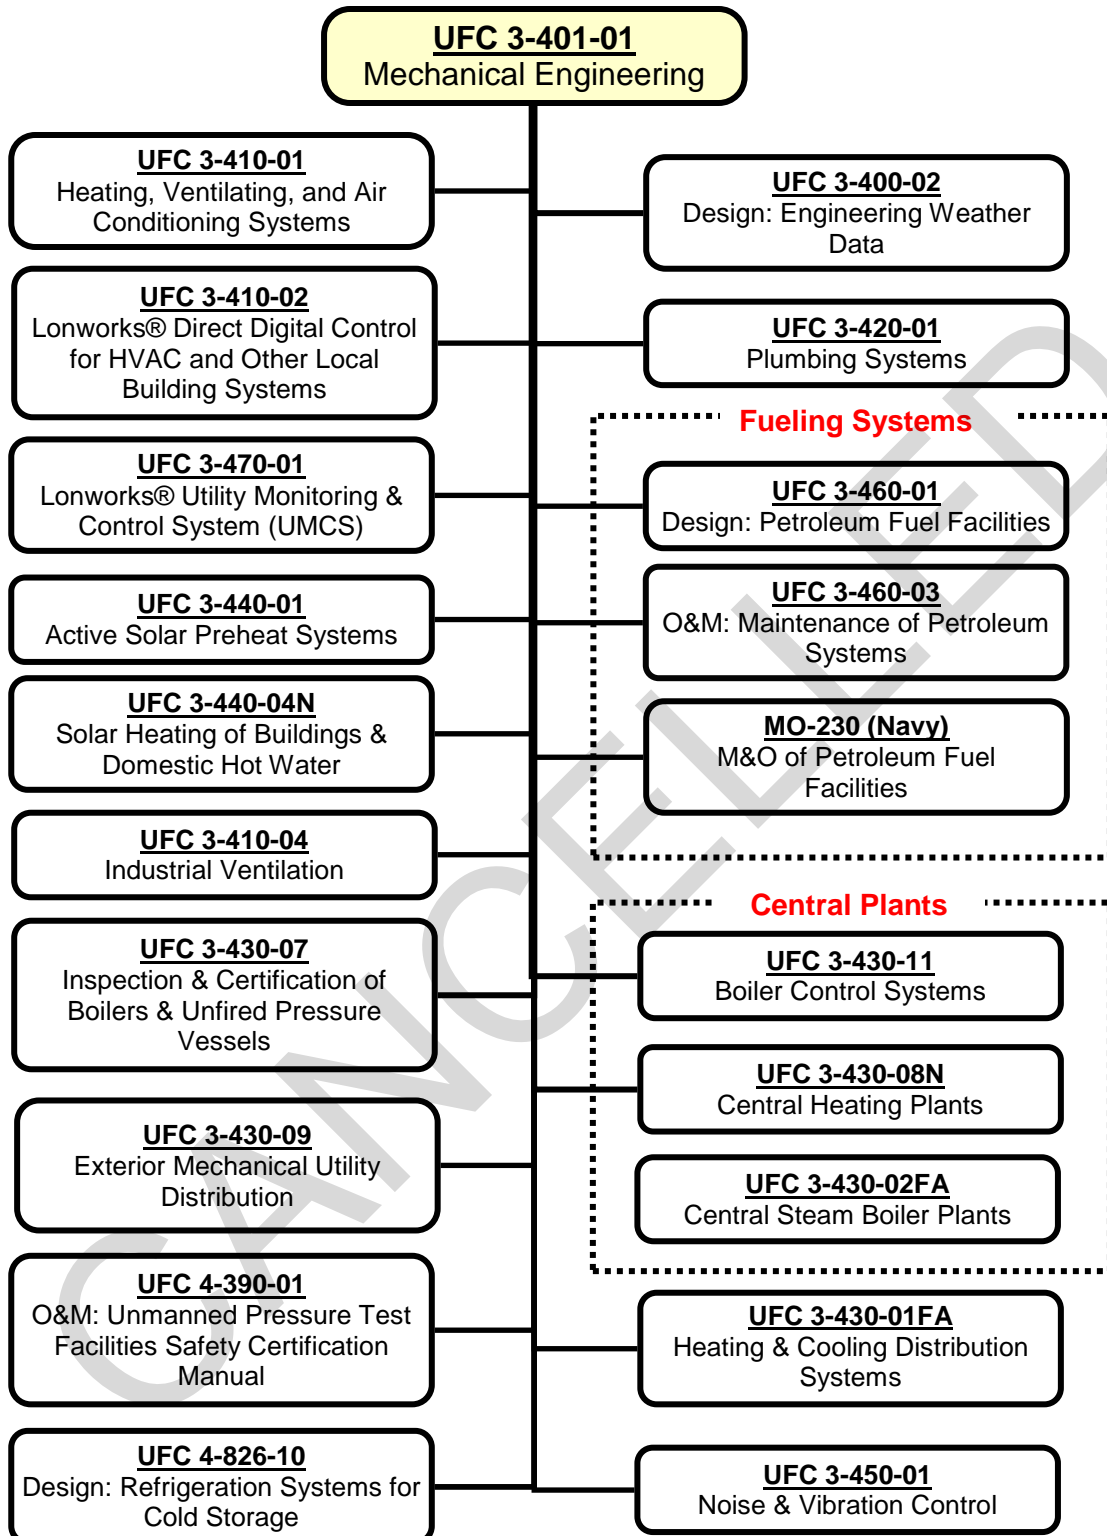 UFC 3-401-01
Mechanical Engineering
UFC 3-410-01
Heating, Ventilating, and Air
Conditioning Systems
UFC 3-410-02
Lonworks® Direct Digital Control
for HVAC and Other Local
Building Systems
UFC 3-470-01
Lonworks® Utility Monitoring &
Control System (UMCS)
UFC 3-440-01
Active Solar Preheat Systems
UFC 3-440-04N
Solar Heating of Buildings &
Domestic Hot Water
UFC 3-410-04
Industrial Ventilation
UFC 3-430-07
Inspection & Certification of
Boilers & Unfired Pressure
Vessels
UFC 3-430-09
Exterior Mechanical Utility
Distribution
UFC 4-390-01
O&M: Unmanned Pressure Test
Facilities Safety Certification
Manual
UFC 4-826-10
Design: Refrigeration Systems for
Cold Storage
UFC 3-400-02
Design: Engineering Weather
Data
UFC 3-420-01
Plumbing Systems
Fueling Systems
UFC 3-460-01
Design: Petroleum Fuel Facilities
UFC 3-460-03
O&M: Maintenance of Petroleum
Systems
MO-230 (Navy)
M&O of Petroleum Fuel
Facilities
Central Plants
UFC 3-430-11
Boiler Control Systems
UFC 3-430-08N
Central Heating Plants
UFC 3-430-02FA
Central Steam Boiler Plants
UFC 3-430-01FA
Heating & Cooling Distribution
Systems
UFC 3-450-01
Noise & Vibration Control
CANCELLED